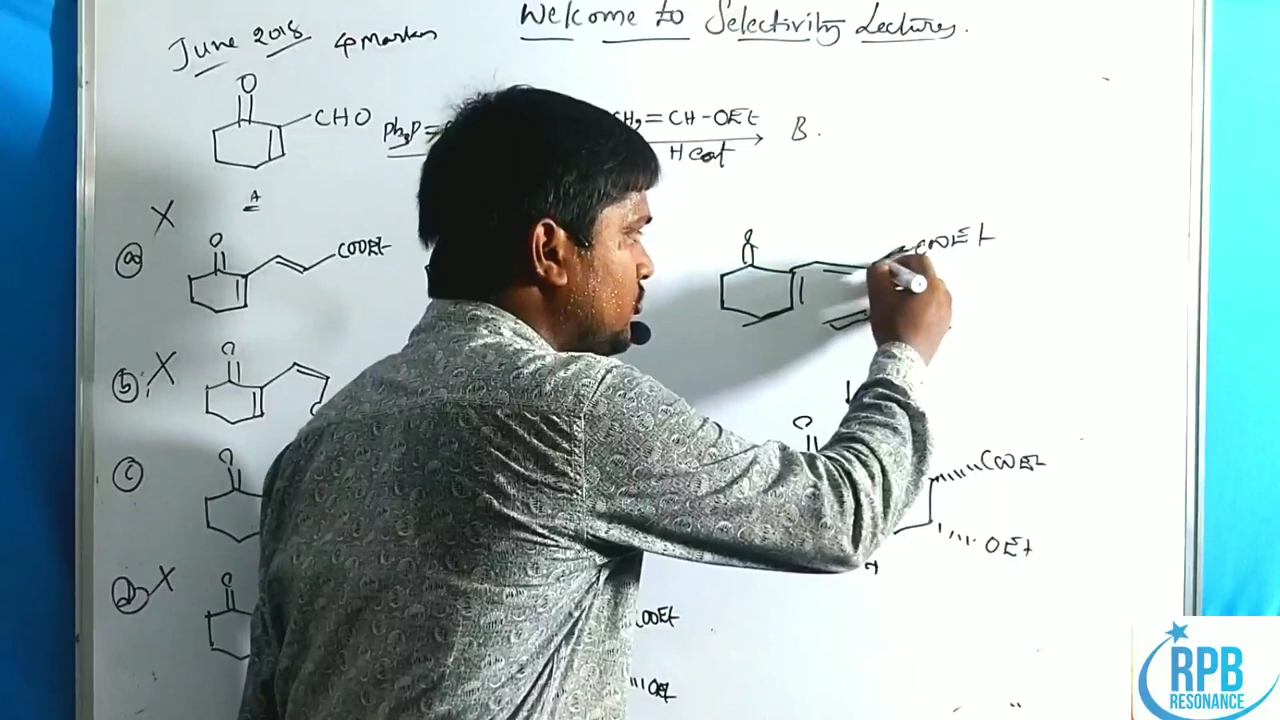 Welcome to Selectivity Lectures.
June 2018 4 Marks
O
CHO
Ph3P=
CH2=CH-OEt
Heat
B.
A
X
a
O
COOEt
X
b
O
c
O
d X
O
COOEt
OEt
O
COOEt
O
COOEt
OEt
RPB
RESONANCE